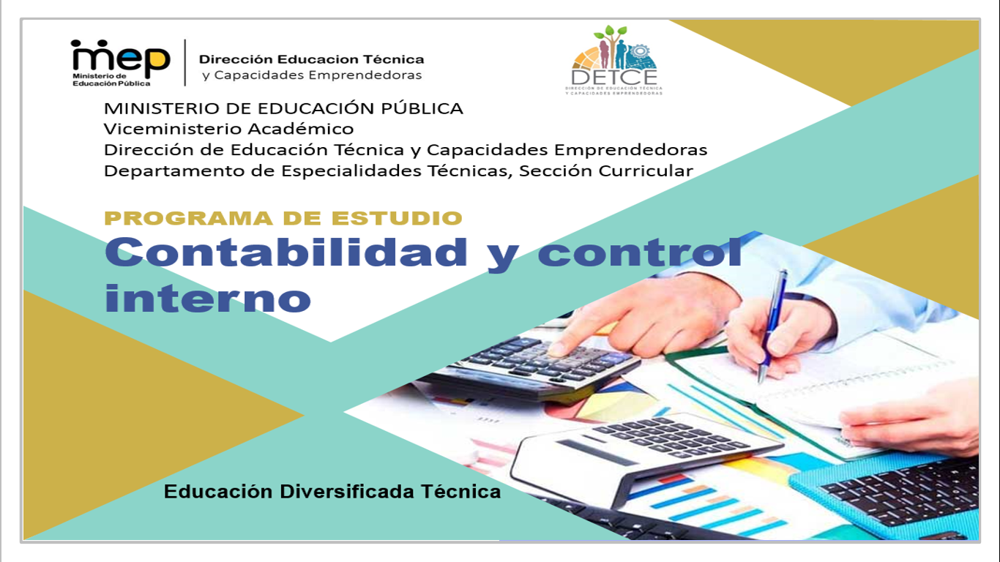 mep
Ministerio de
Educación Pública
Dirección Educacion Técnica
y Capacidades Emprendedoras
DETCE
DIRECCIÓN DE EDUCACIÓN TÉCNICA
Y CAPACIDADES EMPRENDEDORAS
MINISTERIO DE EDUCACIÓN PÚBLICA
Viceministerio Académico
Dirección de Educación Técnica y Capacidades Emprendedoras
Departamento de Especialidades Técnicas, Sección Curricular
PROGRAMA DE ESTUDIO
Contabilidad y control
interno
Educación Diversificada Técnica